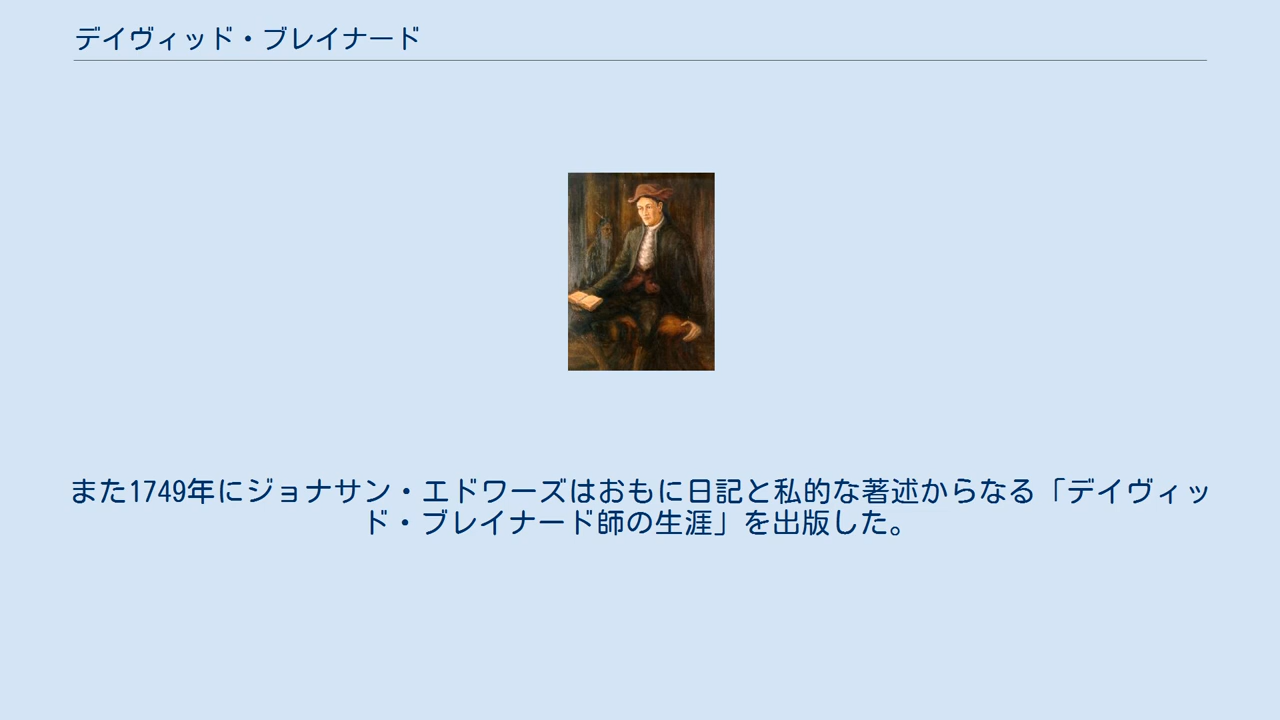 デイヴィッド・ブレイナード
また1749年にジョナサン・エドワーズはおもに日記と私的な著述からなる「デイヴィッ
ド・ブレイナード師の生涯」を出版した。